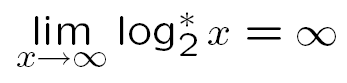 lim x→∞ log₂* x = ∞